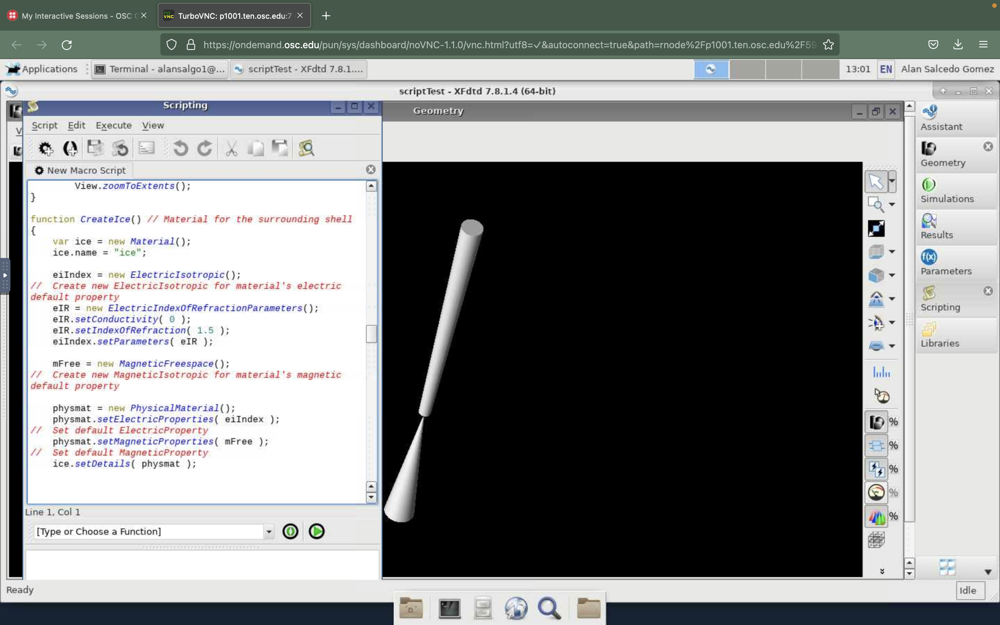 My Interactive Sessions - OSC
TurboVNC: p1001.ten.osc.edu:7
https://ondemand.osc.edu/pun/sys/dashboard/noVNC-1.1.0/vnc.html?utf8=✓&autoconnect=true&path=rnode%2Fp1001.ten.osc.edu%2F59
Applications
Terminal - alansalgo1@...
scriptTest - XFdtd 7.8.1....
13:01
EN
Alan Salcedo Gomez
scriptTest - XFdtd 7.8.1.4 (64-bit)
Scripting
Geometry
Script Edit Execute View
V
New Macro Script
View.zoomToExtents();
}
function CreateIce() // Material for the surrounding shell
{
var ice = new Material();
ice.name = "ice";
eiIndex = new ElectricIsotropic();
// Create new ElectricIsotropic for material's electric
default property
eIR = new ElectricIndexOfRefractionParameters();
eIR.setConductivity( 0 );
eIR.setIndexOfRefraction( 1.5 );
eiIndex.setParameters( eIR );
mFree = new MagneticFreespace();
// Create new MagneticIsotropic for material's magnetic
default property
physmat = new PhysicalMaterial();
physmat.setElectricProperties( eiIndex );
// Set default ElectricProperty
physmat.setMagneticProperties( mFree );
// Set default MagneticProperty
ice.setDetails( physmat );
Line 1, Col 1
[Type or Choose a Function]
%
%
%
%
%
Assistant
Geometry
Simulations
Results
f(x)
Parameters
Scripting
Libraries
Ready
Idle